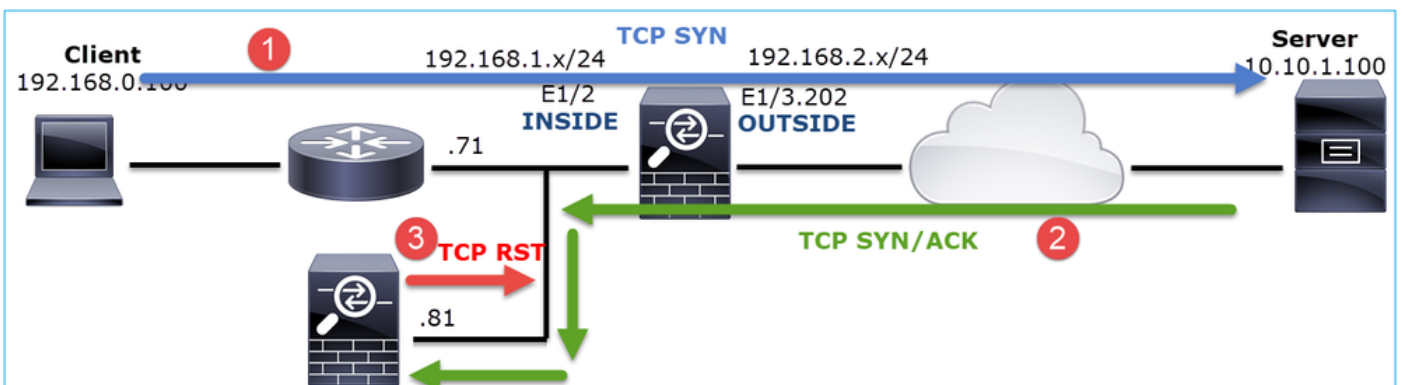 TCP SYN
Client
1
192.168.1.x/24
192.168.2.x/24
Server
192.168.0.100
10.10.1.100
E1/2
E1/3.202
INSIDE
OUTSIDE
.71
3
TCP RST
TCP SYN/ACK
2
.81